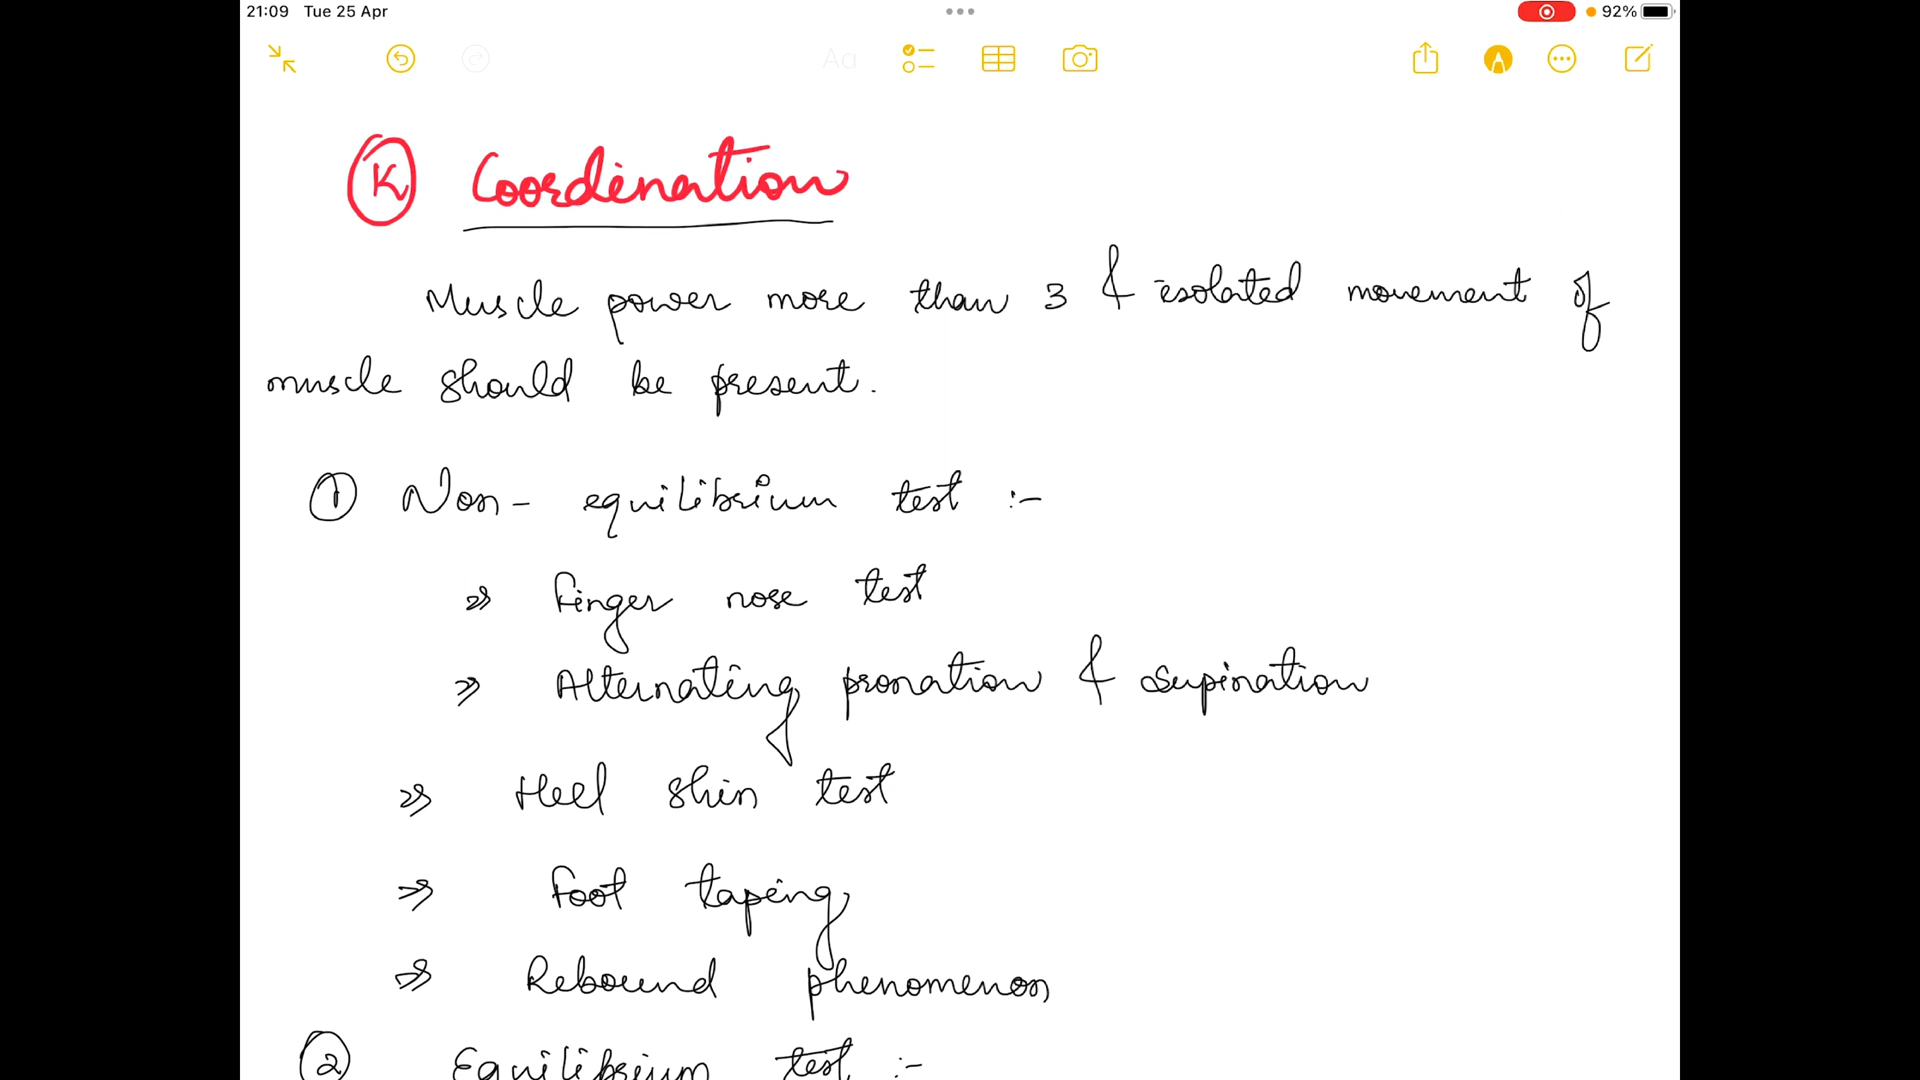 21:09 Tue 25 Apr
92%
Aa
K Coordination
Muscle power more than 3 & isolated movement of
muscle should be present.
1 Non-equilibrium test :-
⇒ Finger nose test
⇒ Alternating pronation & supination
⇒ Heel shin test
⇒ Foot taping
⇒ Rebound phenomenon
2 Equilibrium test :-